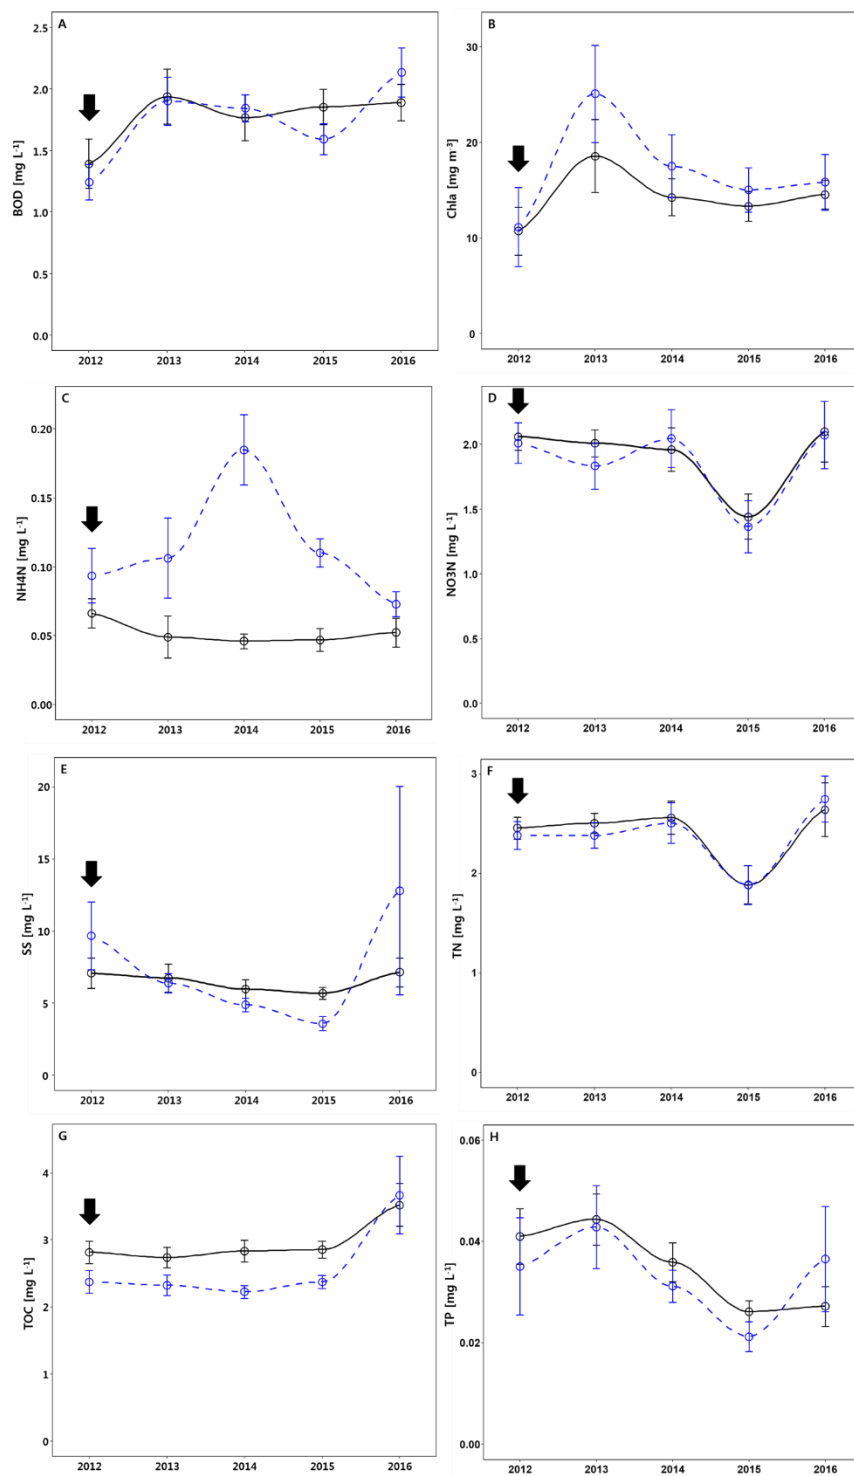 A
BOD [mg L-1]
2.5
2.0
1.5
1.0
0.5
0.0
2012 2013 2014 2015 2016
B
Chla [mg m-3]
30
20
10
0
2012 2013 2014 2015 2016
C
NH4N [mg L-1]
0.20
0.15
0.10
0.05
0.00
2012 2013 2014 2015 2016
D
NO3N [mg L-1]
2.0
1.5
1.0
0.5
0.0
2012 2013 2014 2015 2016
E
SS [mg L-1]
20
15
10
5
0
2012 2013 2014 2015 2016
F
TN [mg L-1]
3
2
1
0
2012 2013 2014 2015 2016
G
TOC [mg L-1]
4
3
2
1
0
2012 2013 2014 2015 2016
H
TP [mg L-1]
0.06
0.04
0.02
0.00
2012 2013 2014 2015 2016